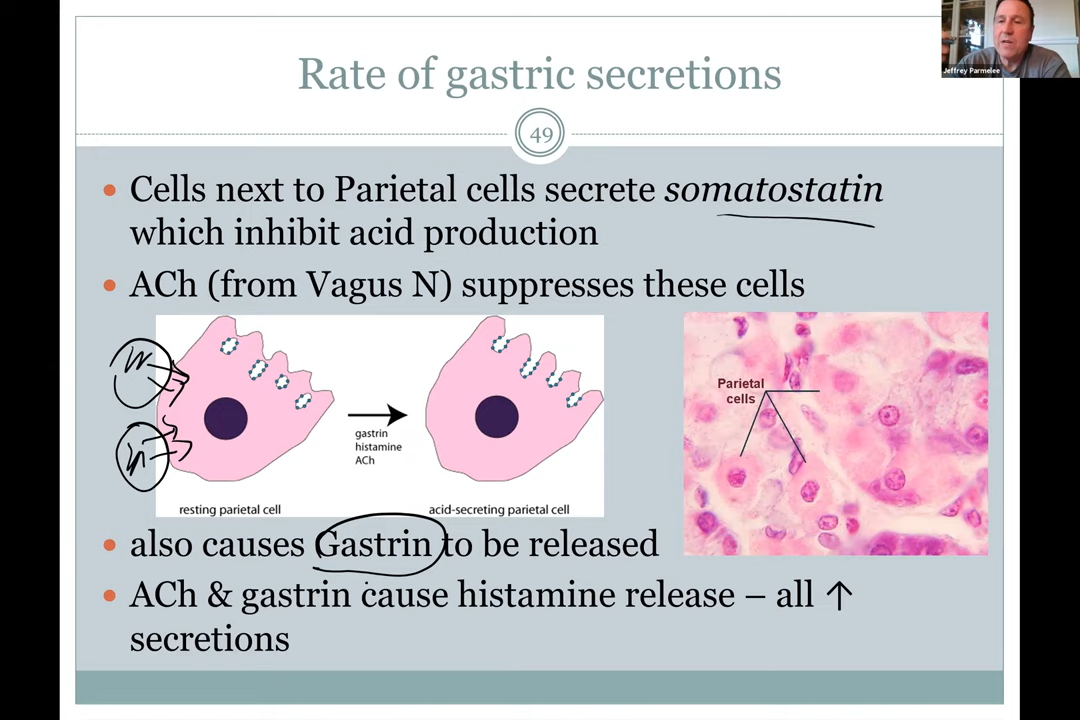 Jeffrey Parmelee
Rate of gastric secretions
49
• Cells next to Parietal cells secrete somatostatin
which inhibit acid production
• ACh (from Vagus N) suppresses these cells
gastrin
histamine
ACh
resting parietal cell
acid-secreting parietal cell
Parietal
cells
• also causes Gastrin to be released
• ACh & gastrin cause histamine release – all ↑
secretions